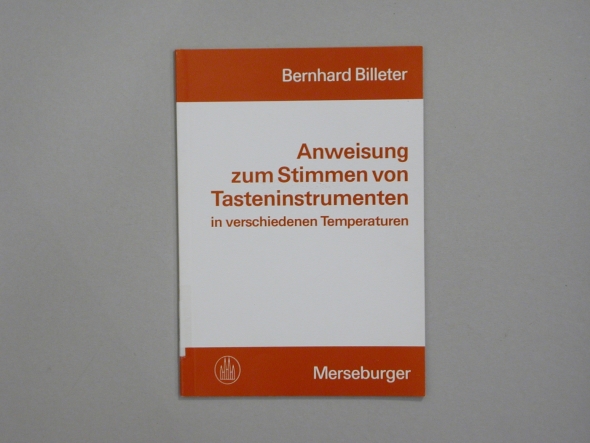 Bernhard Billeter
Anweisung
zum Stimmen von
Tasteninstrumenten
in verschiedenen Temperaturen
Merseburger